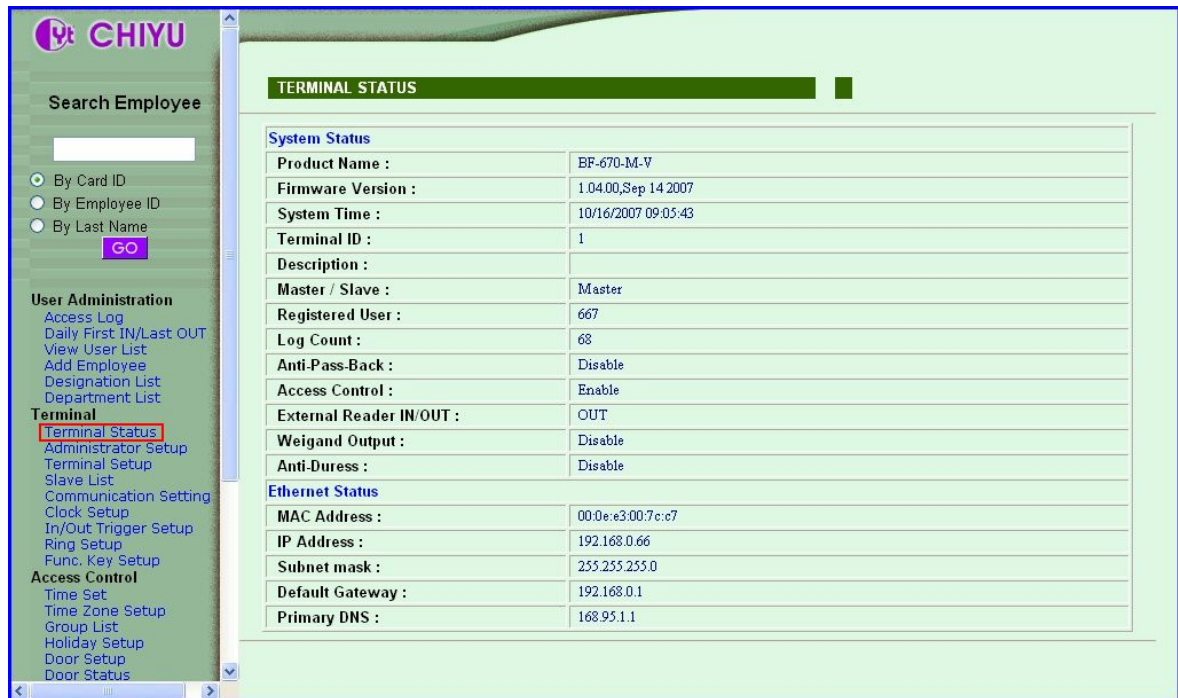 Cyt CHIYU
Search Employee
By Card ID
By Employee ID
By Last Name
GO
User Administration
Access Log
Daily First IN/Last OUT
View User List
Add Employee
Designation List
Department List
Terminal
Terminal Status
Administrator Setup
Terminal Setup
Slave List
Communication Setting
Clock Setup
In/Out Trigger Setup
Ring Setup
Func. Key Setup
Access Control
Time Set
Time Zone Setup
Group List
Holiday Setup
Door Setup
Door Status
TERMINAL STATUS
System Status
Product Name : BF-670-M-V
Firmware Version : 1.04.00,Sep 14 2007
System Time : 10/16/2007 09:05:43
Terminal ID : 1
Description :
Master / Slave : Master
Registered User : 667
Log Count : 68
Anti-Pass-Back : Disable
Access Control : Enable
External Reader IN/OUT : OUT
Weigand Output : Disable
Anti-Duress : Disable
Ethernet Status
MAC Address : 00:0e:e3:00:7c:c7
IP Address : 192.168.0.66
Subnet mask : 255.255.255.0
Default Gateway : 192.168.0.1
Primary DNS : 168.95.1.1